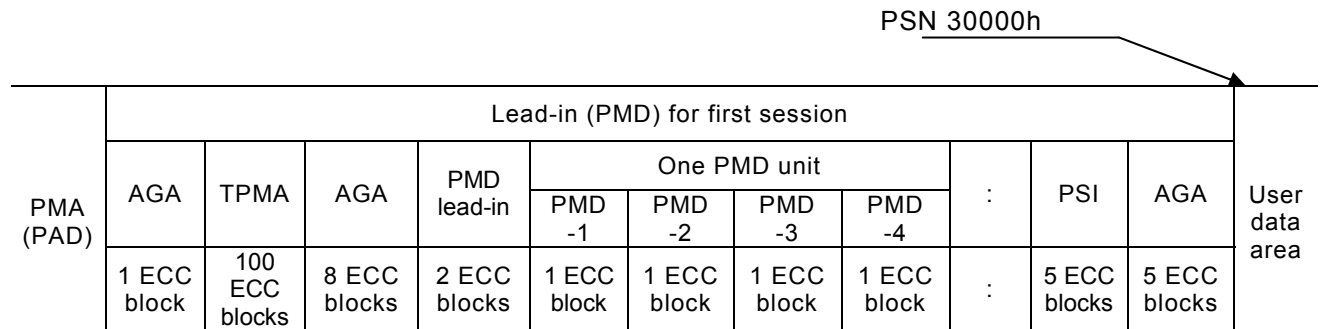 PSN 30000h
Lead-in (PMD) for first session
PMA
(PAD)
AGA
TPMA
AGA
PMD
lead-in
One PMD unit
:
PSI
AGA
User
data
area
PMD
-1
PMD
-2
PMD
-3
PMD
-4
1 ECC
block
100
ECC
blocks
8 ECC
blocks
2 ECC
blocks
1 ECC
block
1 ECC
block
1 ECC
block
1 ECC
block
:
5 ECC
blocks
5 ECC
blocks